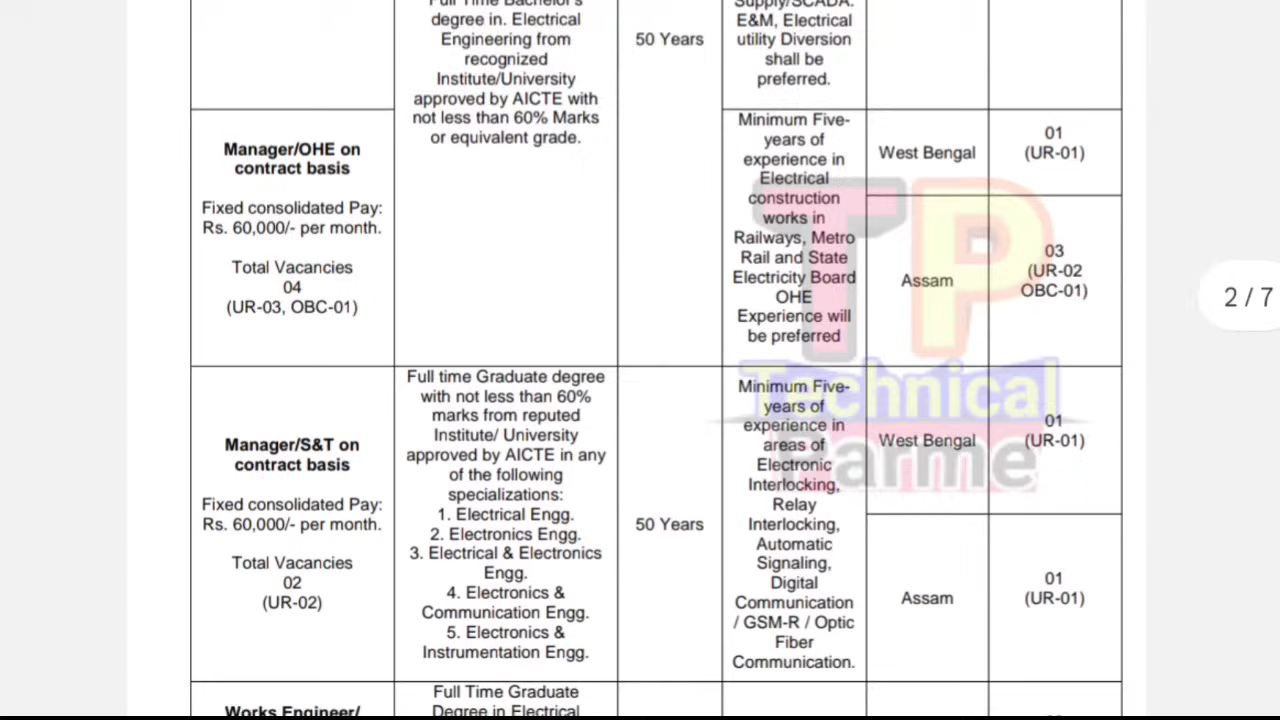 Full Time Bachelor's
degree in. Electrical
Engineering from
recognized
Institute/University
approved by AICTE with
not less than 60% Marks
or equivalent grade.
50 Years
Supply/SCADA.
E&M, Electrical
utility Diversion
shall be
preferred.
Manager/OHE on
contract basis
Fixed consolidated Pay:
Rs. 60,000/- per month.
Total Vacancies
04
(UR-03, OBC-01)
Minimum Five-
years of
experience in
Electrical
construction
works in
Railways, Metro
Rail and State
Electricity Board
OHE
Experience will
be preferred
West Bengal
01
(UR-01)
Assam
03
(UR-02
OBC-01)
Manager/S&T on
contract basis
Fixed consolidated Pay:
Rs. 60,000/- per month.
Total Vacancies
02
(UR-02)
Full time Graduate degree
with not less than 60%
marks from reputed
Institute/ University
approved by AICTE in any
of the following
specializations:
1. Electrical Engg.
2. Electronics Engg.
3. Electrical & Electronics
Engg.
4. Electronics &
Communication Engg.
5. Electronics &
Instrumentation Engg.
50 Years
Minimum Five-
years of
experience in
areas of
Electronic
Interlocking,
Relay
Interlocking,
Automatic
Signaling,
Digital
Communication
/ GSM-R / Optic
Fiber
Communication.
West Bengal
01
(UR-01)
Assam
01
(UR-01)
Works Engineer/
Full Time Graduate
Degree in Electrical
TP
Technical
Parme
2 / 7